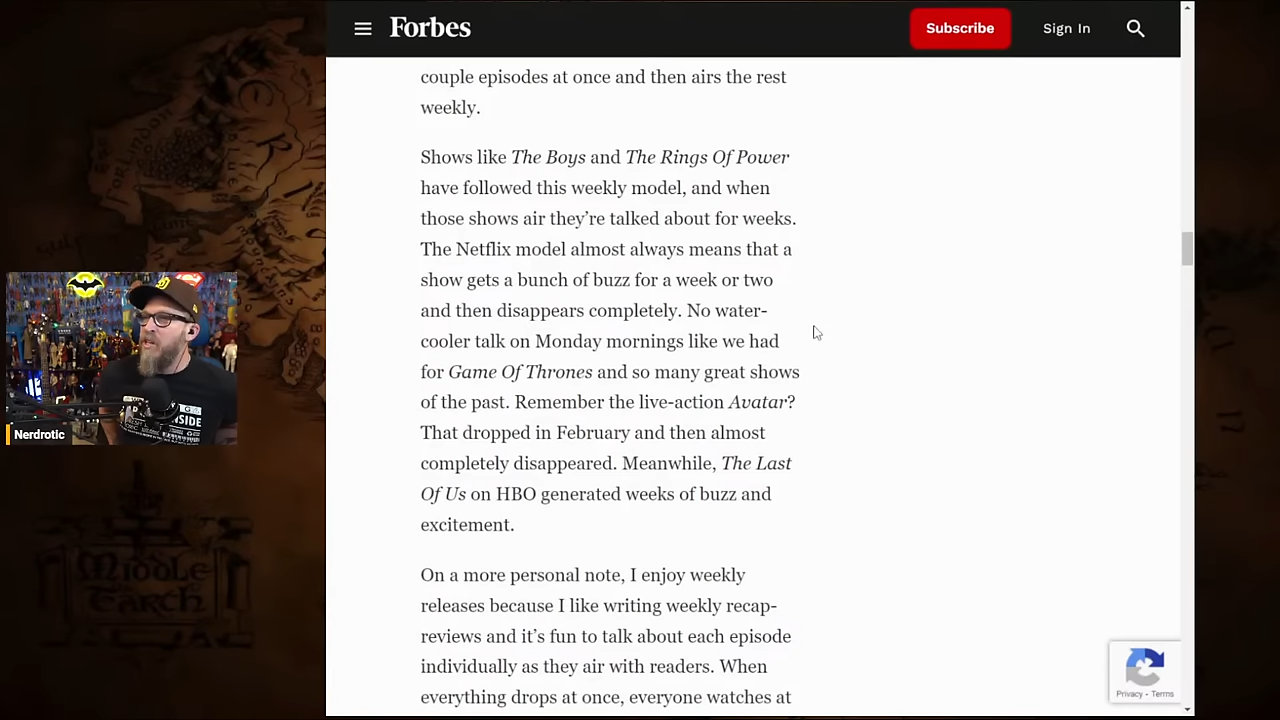 Forbes
Subscribe
Sign In
couple episodes at once and then airs the rest
weekly.
Shows like The Boys and The Rings Of Power
have followed this weekly model, and when
those shows air they’re talked about for weeks.
The Netflix model almost always means that a
show gets a bunch of buzz for a week or two
and then disappears completely. No water-
cooler talk on Monday mornings like we had
for Game Of Thrones and so many great shows
of the past. Remember the live-action Avatar?
That dropped in February and then almost
completely disappeared. Meanwhile, The Last
Of Us on HBO generated weeks of buzz and
excitement.
On a more personal note, I enjoy weekly
releases because I like writing weekly recap-
reviews and it’s fun to talk about each episode
individually as they air with readers. When
everything drops at once, everyone watches at
Nerdrotic
MIDDLE
EARTH
Privacy - Terms